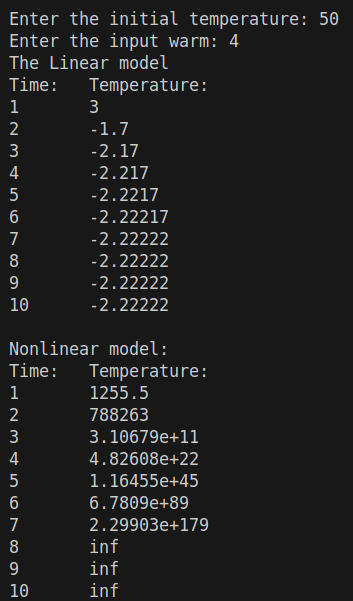 Enter the initial temperature: 50
Enter the input warm: 4
The Linear model
Time:   Temperature:
1       3
2       -1.7
3       -2.17
4       -2.217
5       -2.2217
6       -2.22217
7       -2.22222
8       -2.22222
9       -2.22222
10      -2.22222

Nonlinear model:
Time:   Temperature:
1       1255.5
2       788263
3       3.10679e+11
4       4.82608e+22
5       1.16455e+45
6       6.7809e+89
7       2.29903e+179
8       inf
9       inf
10      inf